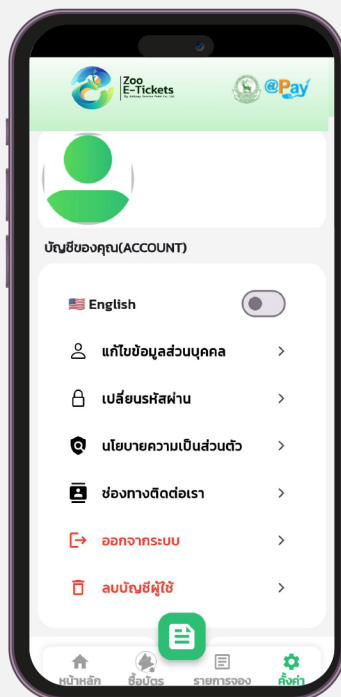 Zoo
E-Tickets
@Pay
บัญชีของคุณ(ACCOUNT)
English
แก้ไขข้อมูลส่วนบุคคล
เปลี่ยนรหัสผ่าน
นโยบายความเป็นส่วนตัว
ช่องทางติดต่อเรา
ออกจากระบบ
ลบบัญชีผู้ใช้
หน้าหลัก
ซื้อบัตร
รายการจอง
ตั้งค่า